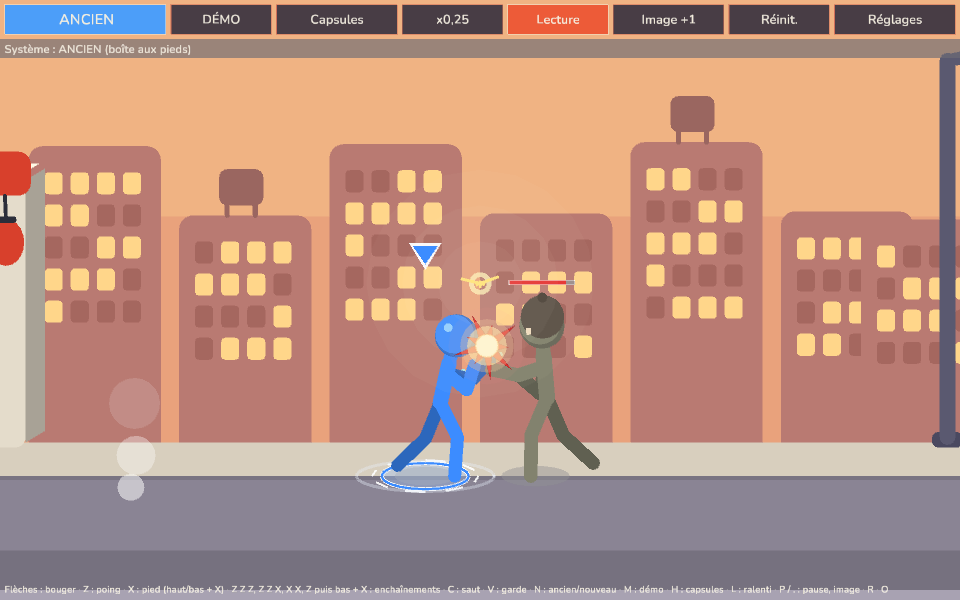 ANCIEN DÉMO Capsules x0,25 Lecture Image +1 Réinit. Réglages
Système : ANCIEN (boîte aux pieds)
Flèches : bouger · Z : poing · X : pied (haut/bas + X) · Z Z Z, Z Z X, X X, Z puis bas + X : enchaînements · C : saut · V : garde · N : ancien/nouveau · M : démo · H : capsules · L : ralenti · P / . : pause, image · R · O